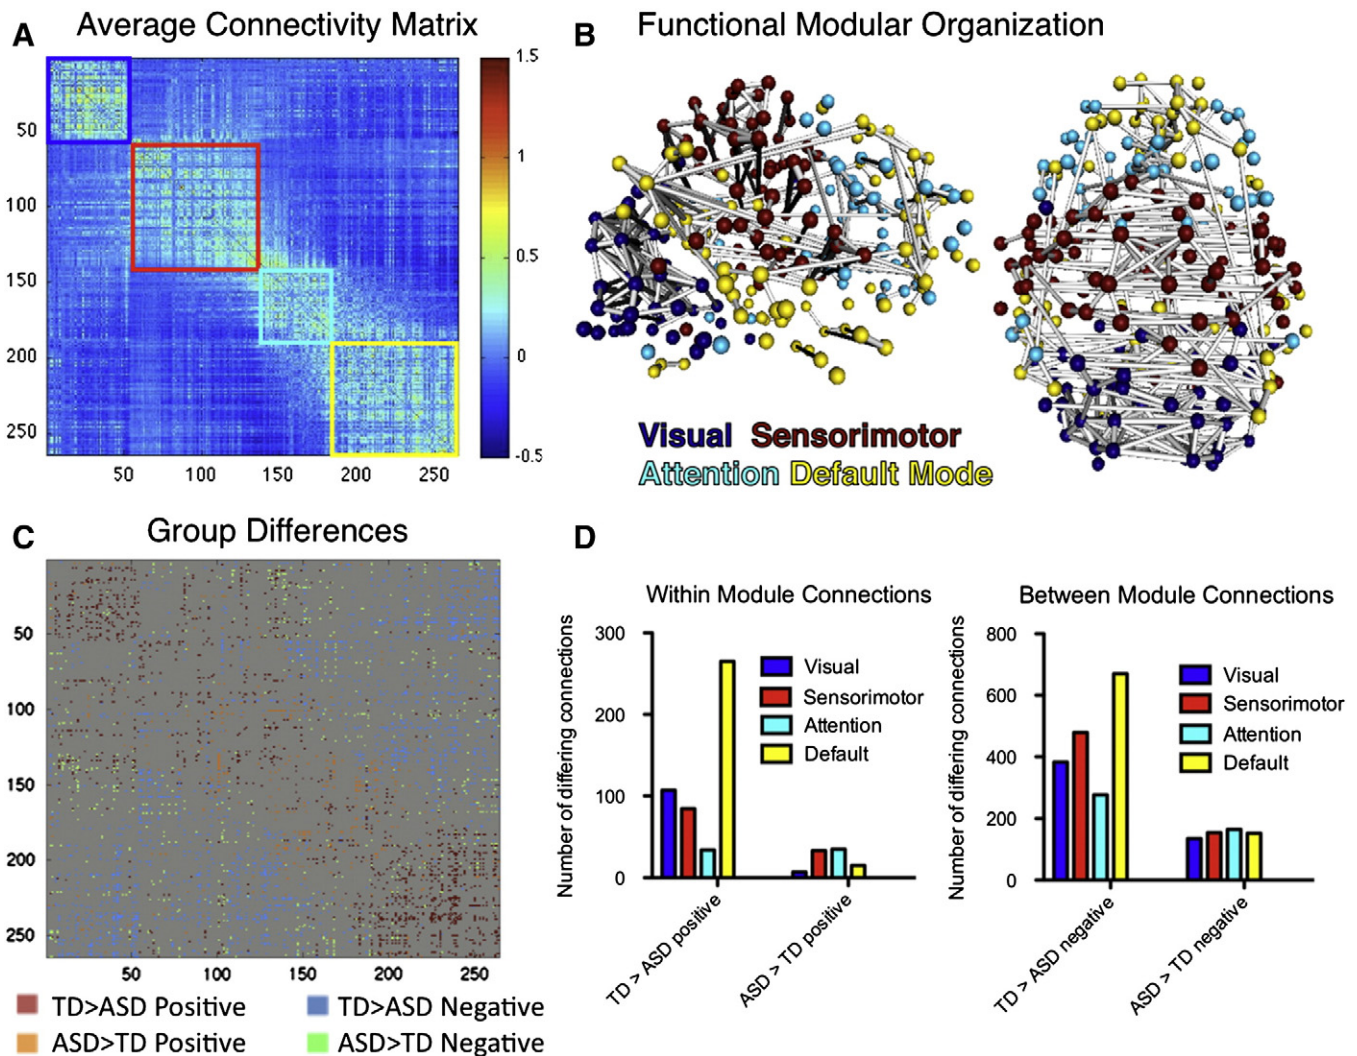 A
Average Connectivity Matrix
50
100
150
200
250
50 100 150 200 250
1.5
1
0.5
0
-0.5
B
Functional Modular Organization
Visual Sensorimotor
Attention Default Mode
C
Group Differences
50
100
150
200
250
50 100 150 200 250
TD>ASD Positive TD>ASD Negative
ASD>TD Positive ASD>TD Negative
D
Within Module Connections
Number of differing connections
300
200
100
0
Visual
Sensorimotor
Attention
Default
TD > ASD positive
ASD > TD positive
Between Module Connections
Number of differing connections
800
600
400
200
0
Visual
Sensorimotor
Attention
Default
TD > ASD negative
ASD > TD negative